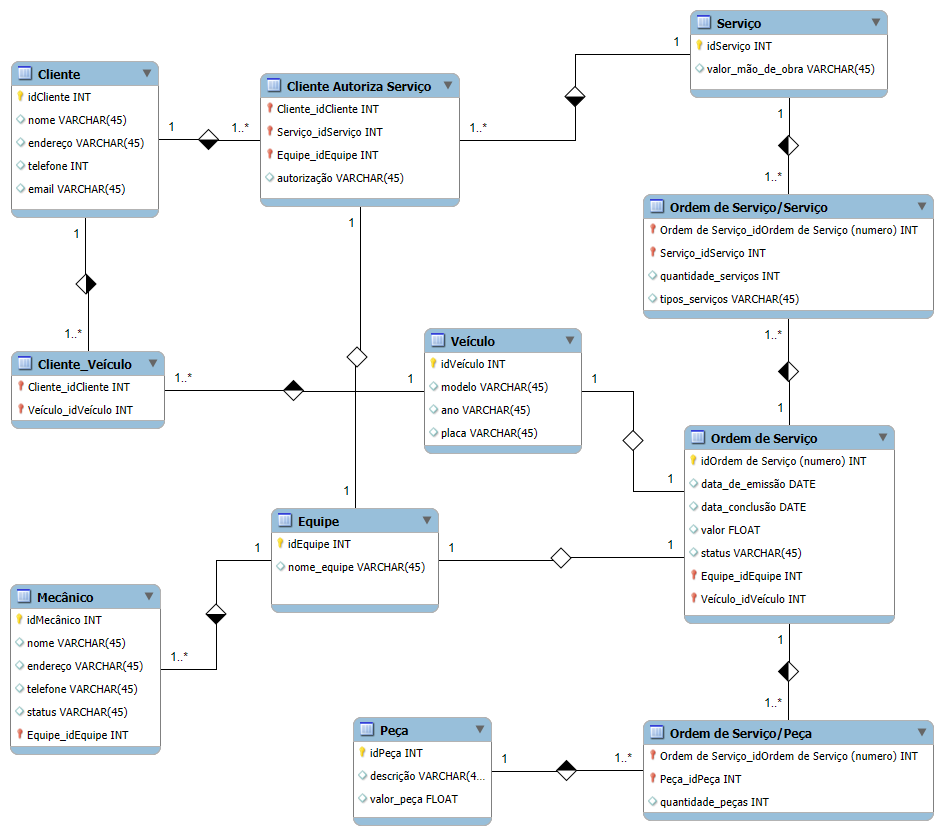 Cliente
idCliente INT
nome VARCHAR(45)
endereço VARCHAR(45)
telefone INT
email VARCHAR(45)
1
1..*
Cliente Autoriza Serviço
Cliente_idCliente INT
Serviço_idServiço INT
Equipe_idEquipe INT
autorização VARCHAR(45)
1..*
1
Serviço
idServiço INT
valor_mão_de_obra VARCHAR(45)
1
1..*
Ordem de Serviço/Serviço
Ordem de Serviço_idOrdem de Serviço (numero) INT
Serviço_idServiço INT
quantidade_serviços INT
tipos_serviços VARCHAR(45)
1..*
1
1
1..*
Cliente_Veículo
Cliente_idCliente INT
Veículo_idVeículo INT
1..*
1
1
1
Veículo
idVeículo INT
modelo VARCHAR(45)
ano VARCHAR(45)
placa VARCHAR(45)
1
1
Ordem de Serviço
idOrdem de Serviço (numero) INT
data_de_emissão DATE
data_conclusão DATE
valor FLOAT
status VARCHAR(45)
Equipe_idEquipe INT
Veículo_idVeículo INT
Equipe
idEquipe INT
nome_equipe VARCHAR(45)
1
1
1
1..*
Mecânico
idMecânico INT
nome VARCHAR(45)
endereço VARCHAR(45)
telefone VARCHAR(45)
status VARCHAR(45)
Equipe_idEquipe INT
1
1..*
Peça
idPeça INT
descrição VARCHAR(4...
valor_peça FLOAT
1
1..*
Ordem de Serviço/Peça
Ordem de Serviço_idOrdem de Serviço (numero) INT
Peça_idPeça INT
quantidade_peças INT